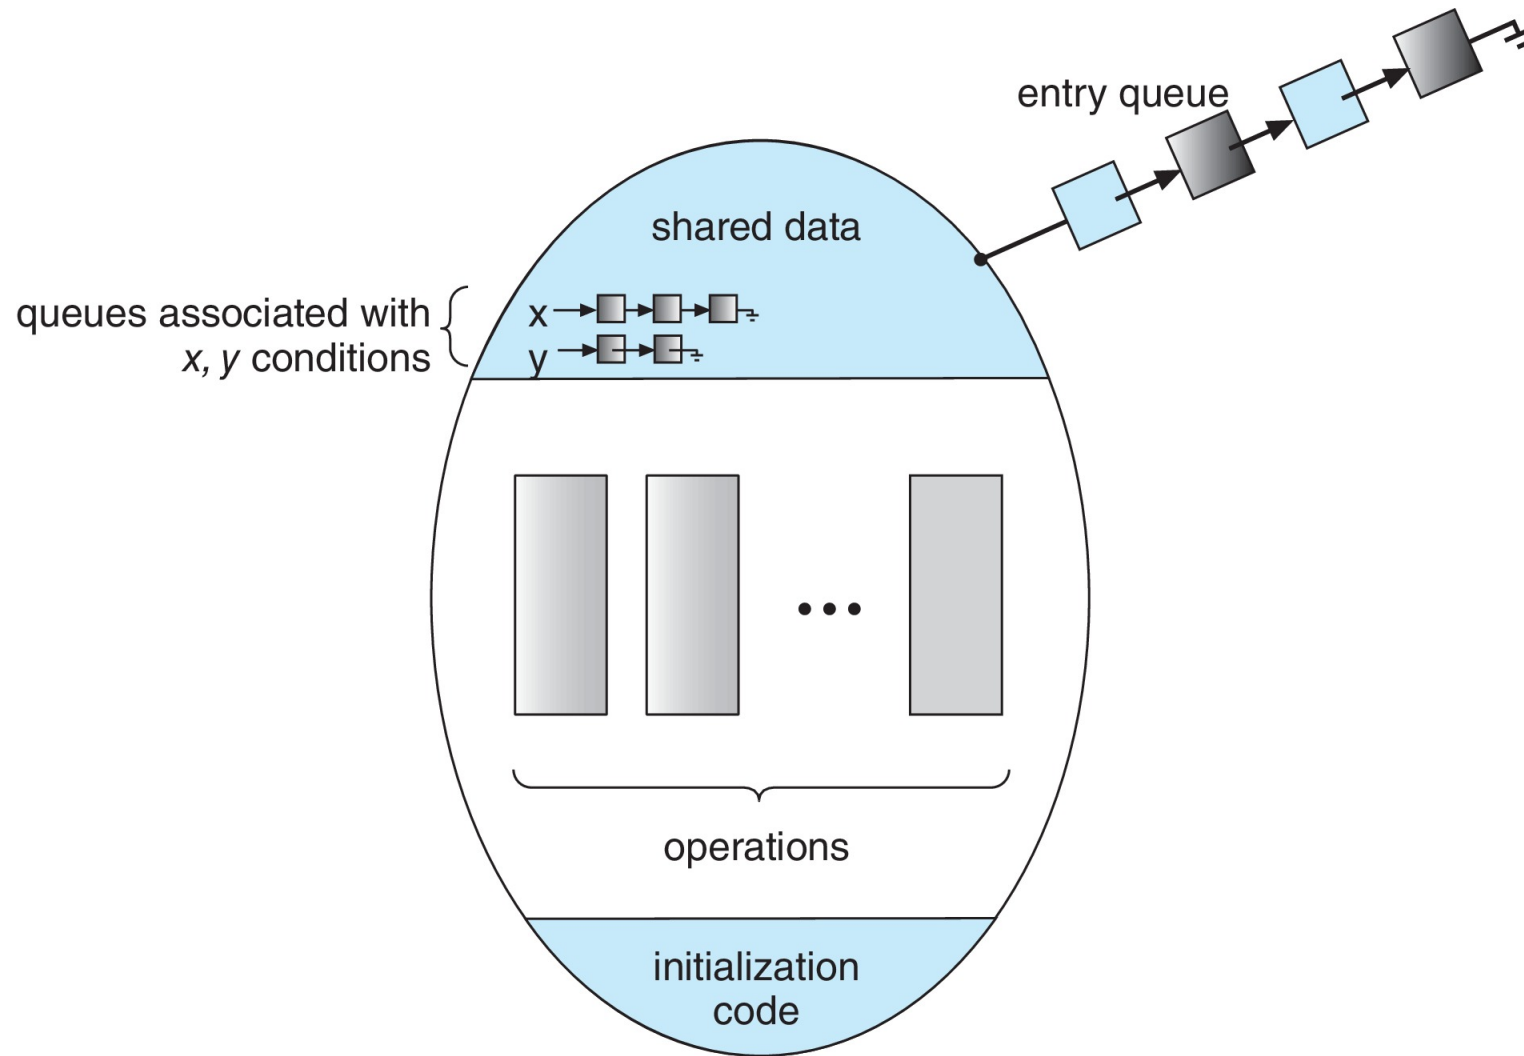 entry queue
shared data
queues associated with
x, y conditions
x
y
operations
initialization
code